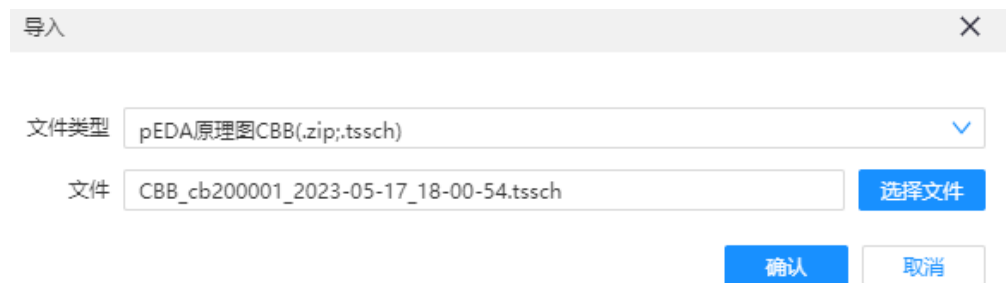 导入
文件类型 pEDA原理图CBB(.zip;.tssch)
文件 CBB_cb200001_2023-05-17_18-00-54.tssch 选择文件
确认 取消